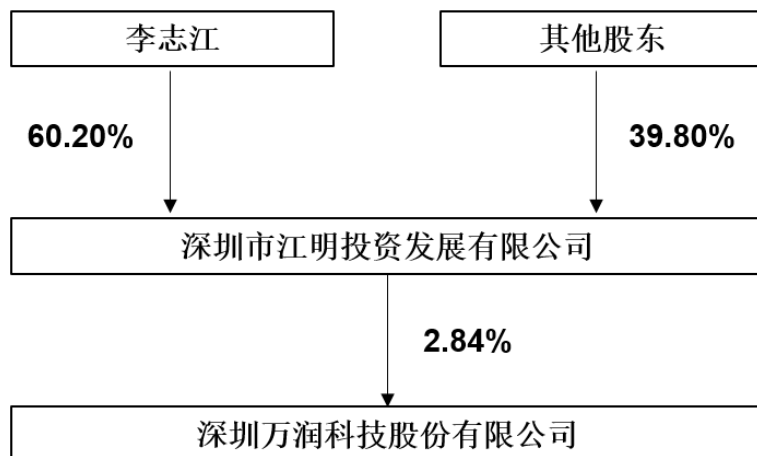 李志江
其他股东
60.20%
39.80%
深圳市江明投资发展有限公司
2.84%
深圳万润科技股份有限公司